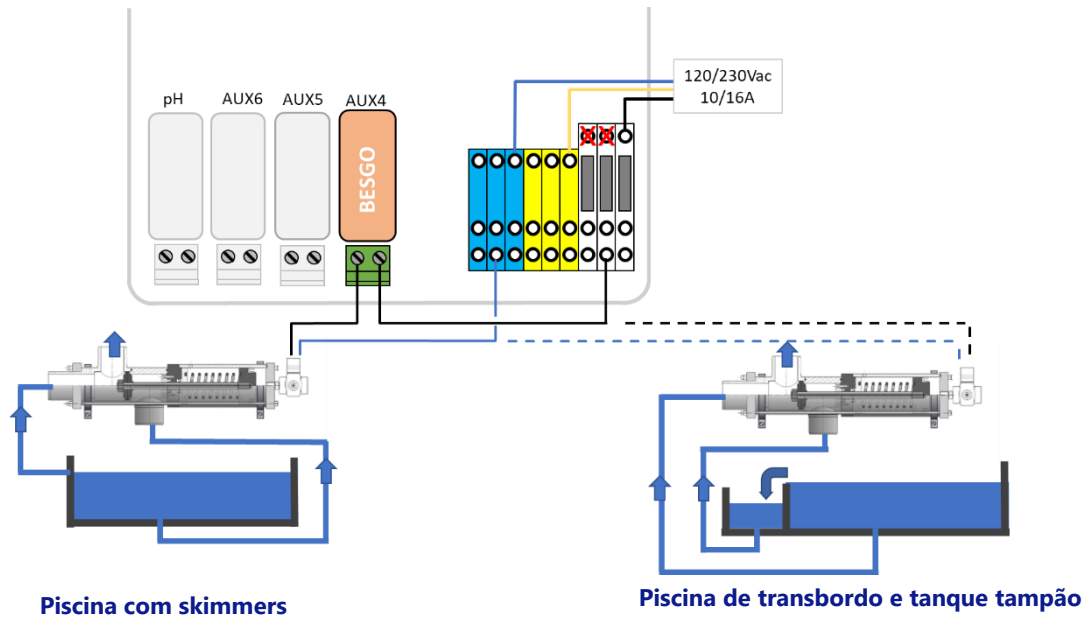 120/230Vac
10/16A
pH AUX6 AUX5 AUX4
BESGO
Piscina com skimmers
Piscina de transbordo e tanque tampão